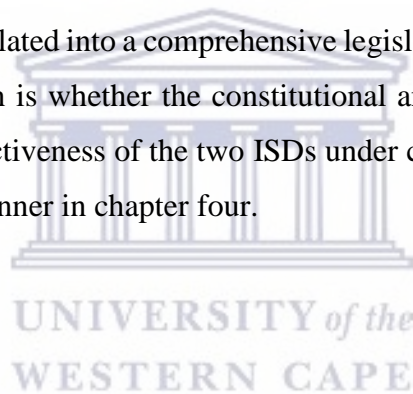 lated into a comprehensive legisl
n is whether the constitutional a
ctiveness of the two ISDs under c
nner in chapter four.
UNIVERSITY of the
WESTERN CAPE